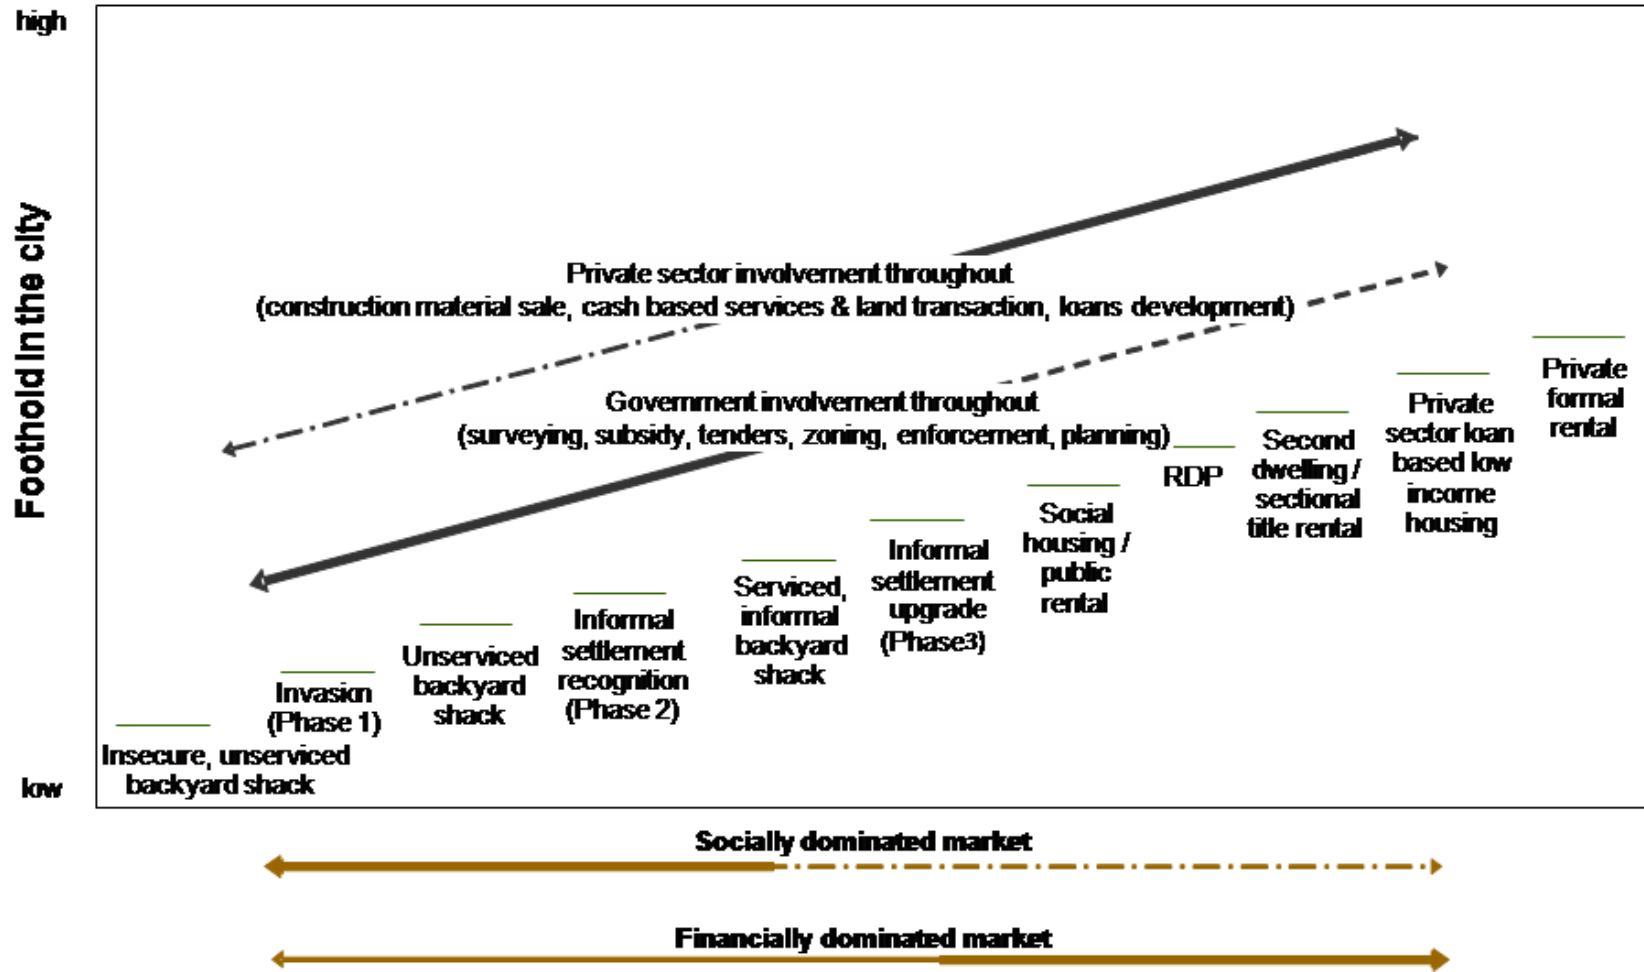 high
Foothold in the city
low
Private sector involvement throughout
(construction material sale, cash based services & land transaction, loans development)
Government involvement throughout
(surveying, subsidy, tenders, zoning, enforcement, planning)
Insecure, unserviced
backyard shack
Invasion
(Phase 1)
Unserviced
backyard
shack
Informal
settlement
recognition
(Phase 2)
Serviced,
informal
backyard
shack
Informal
settlement
upgrade
(Phase3)
Social
housing /
public
rental
RDP
Second
dwelling /
sectional
title rental
Private
sector loan
based low
income
housing
Private
formal
rental
Socially dominated market
Financially dominated market